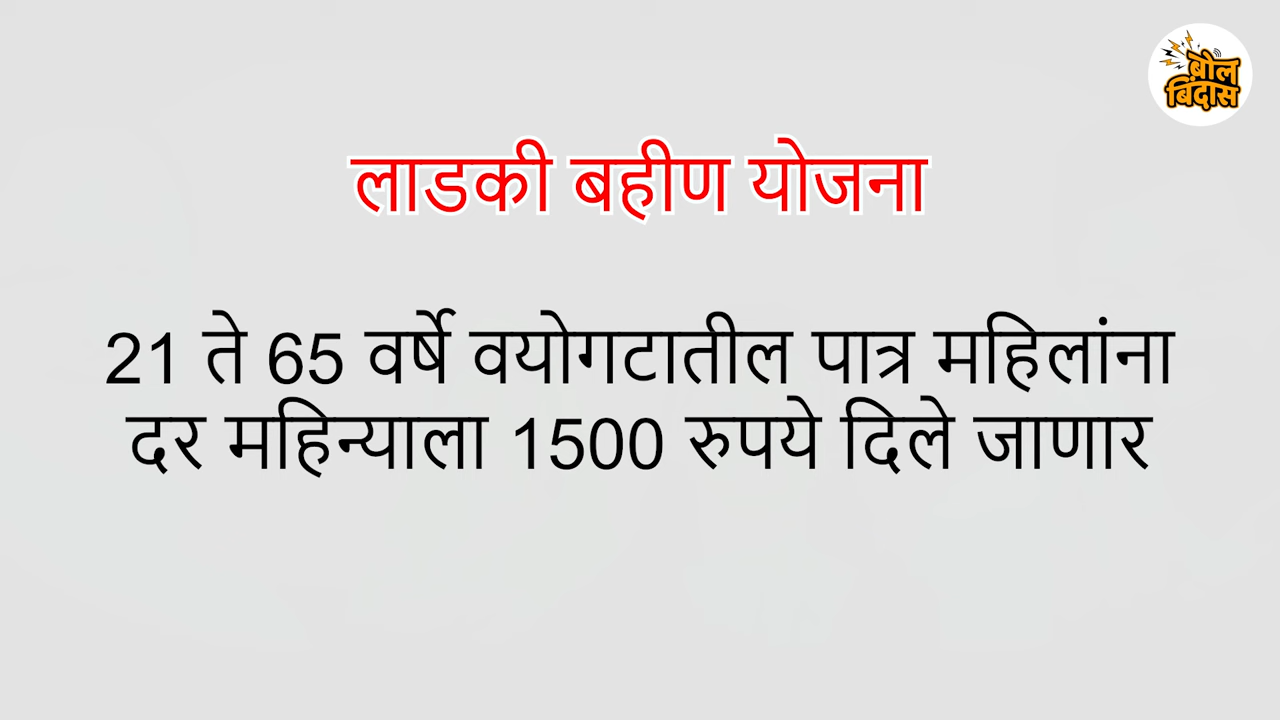 बोल
बिंदास
लाडकी बहीण योजना
21 ते 65 वर्षे वयोगटातील पात्र महिलांना
दर महिन्याला 1500 रुपये दिले जाणार